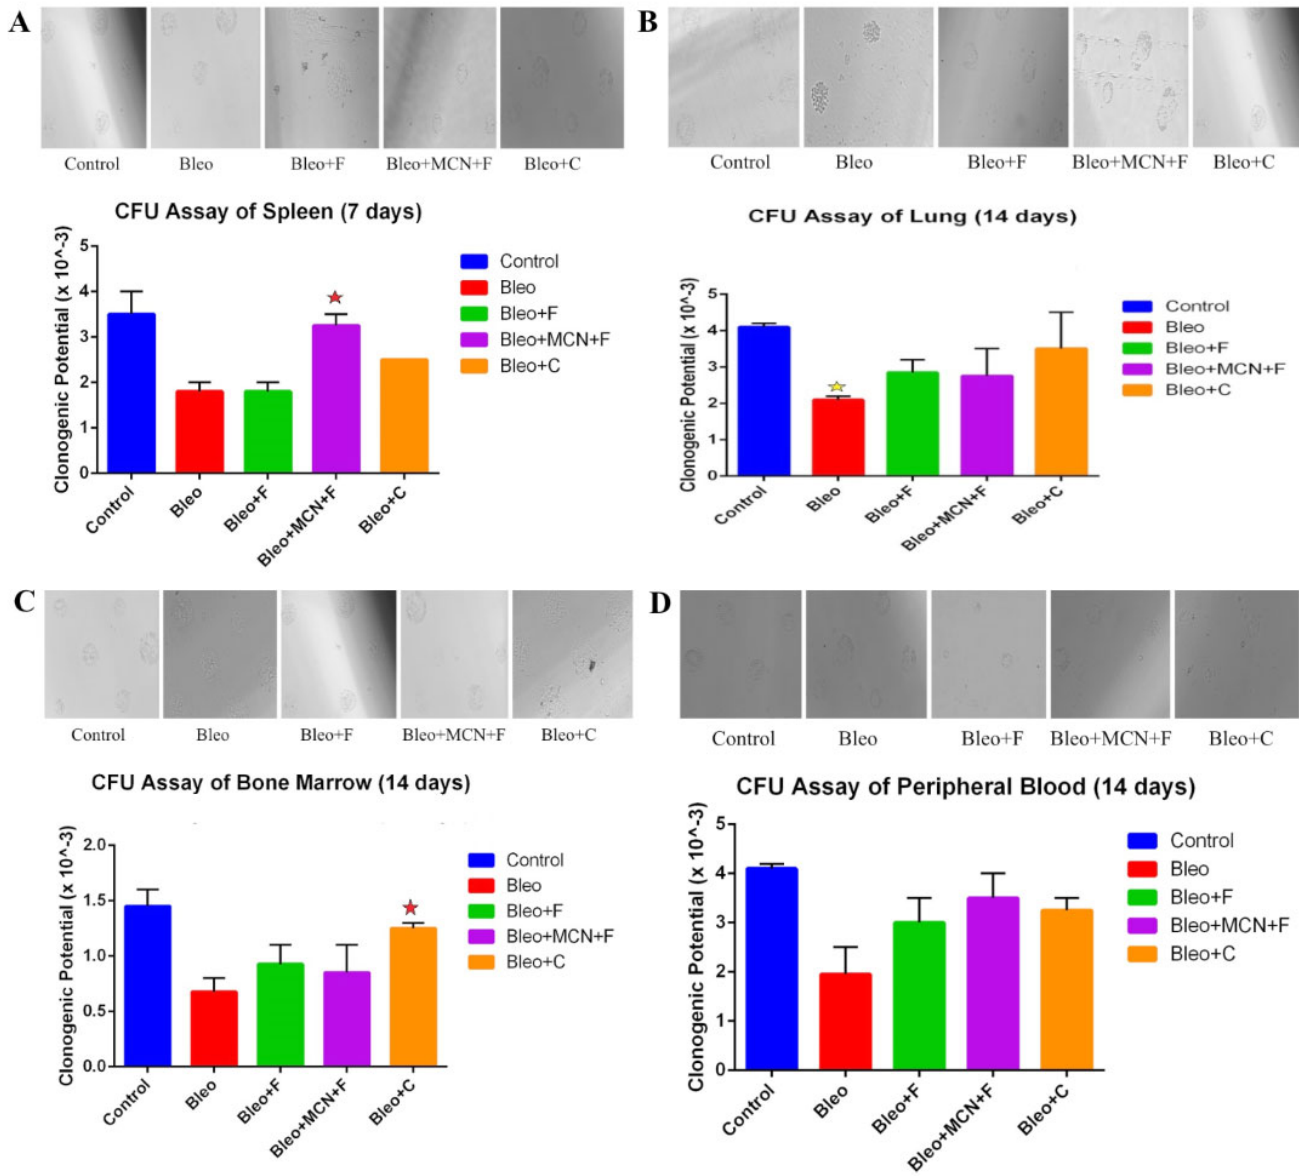 A
Control
Bleo
Bleo+F
Bleo+MCN+F
Bleo+C
CFU Assay of Spleen (7 days)
Clonogenic Potential (x 10^-3)
5
4
3
2
1
0
Control
Bleo
Bleo+F
Bleo+MCN+F
Bleo+C
Control
Bleo
Bleo+F
Bleo+MCN+F
Bleo+C
B
Control
Bleo
Bleo+F
Bleo+MCN+F
Bleo+C
CFU Assay of Lung (14 days)
Clonogenic Potential (x 10^-3)
5
4
3
2
1
0
Control
Bleo
Bleo+F
Bleo+MCN+F
Bleo+C
Control
Bleo
Bleo+F
Bleo+MCN+F
Bleo+C
C
Control
Bleo
Bleo+F
Bleo+MCN+F
Bleo+C
CFU Assay of Bone Marrow (14 days)
Clonogenic Potential (x 10^-3)
2.0
1.5
1.0
0.5
0.0
Control
Bleo
Bleo+F
Bleo+MCN+F
Bleo+C
Control
Bleo
Bleo+F
Bleo+MCN+F
Bleo+C
D
Control
Bleo
Bleo+F
Bleo+MCN+F
Bleo+C
CFU Assay of Peripheral Blood (14 days)
Clonogenic Potential (x 10^-3)
5
4
3
2
1
0
Control
Bleo
Bleo+F
Bleo+MCN+F
Bleo+C
Control
Bleo
Bleo+F
Bleo+MCN+F
Bleo+C